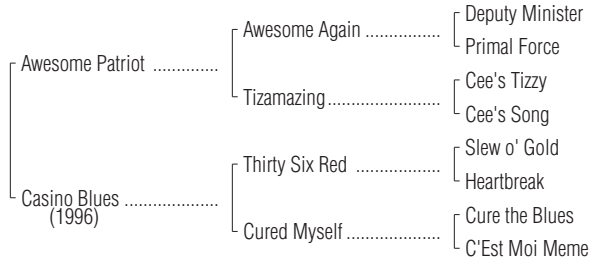 Deputy Minister
Awesome Again ..................
Primal Force
Awesome Patriot ..............
Cee's Tizzy
Tizamazing...........................
Cee's Song
Slew o' Gold
Thirty Six Red ....................
Heartbreak
Casino Blues ....................
(1996)
Cure the Blues
Cured Myself ......................
C'Est Moi Meme